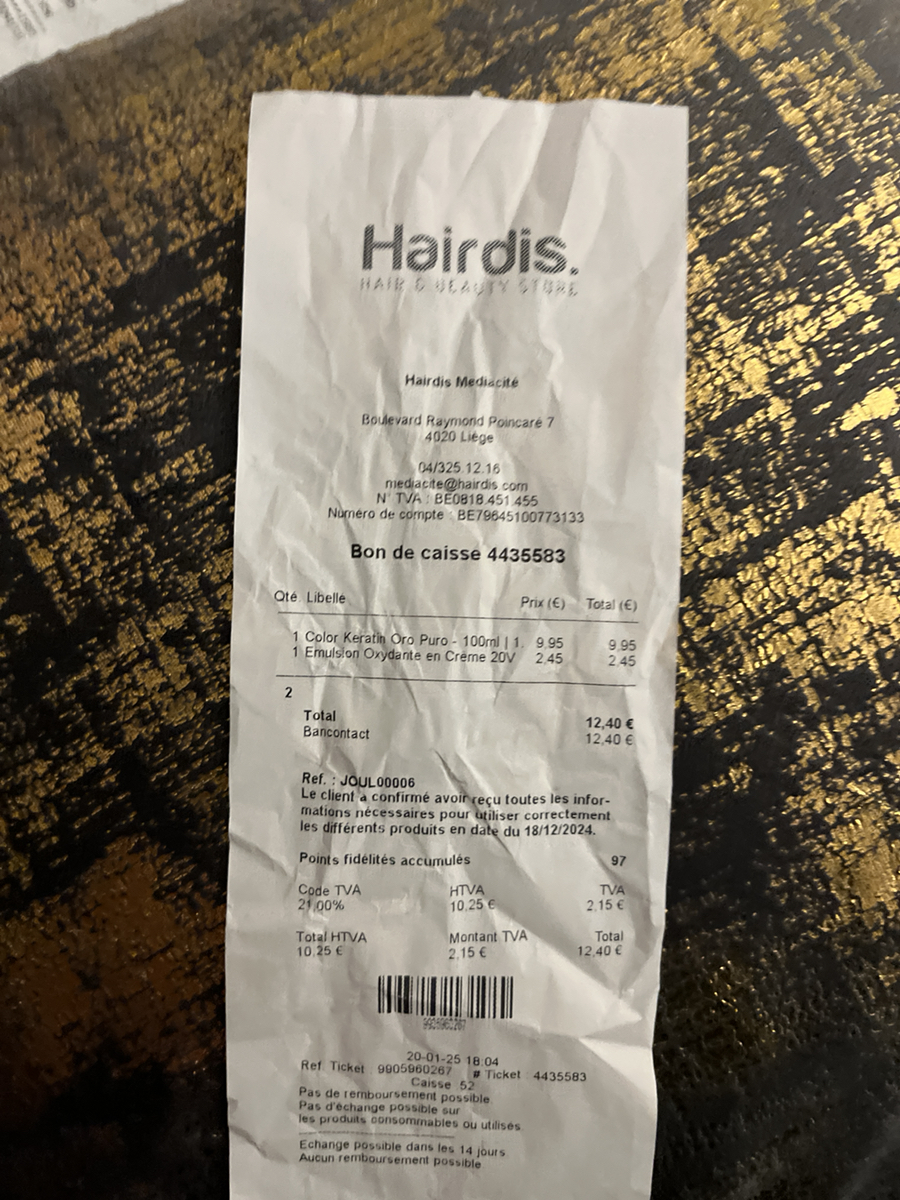 Hairdis.
HAIR & BEAUTY STORE
Hairdis Mediacité
Boulevard Raymond Poincaré 7
4020 Liège
04/325.12.16
mediacite@hairdis.com
N° TVA : BE0818.451.455
Numéro de compte : BE79645100773133
Bon de caisse 4435583
Qté. Libelle Prix (€) Total (€)
1 Color Keratin Oro Puro - 100ml | 1. 9.95 9.95
1 Emulsion Oxydante en Crème 20V 2.45 2.45
2
Total 12,40 €
Bancontact 12,40 €
Ref. : JOUL00006
Le client a confirmé avoir reçu toutes les infor-
mations nécessaires pour utiliser correctement
les différents produits en date du 18/12/2024.
Points fidélités accumulés 97
Code TVA HTVA TVA
21,00% 10,25 € 2,15 €
Total HTVA Montant TVA Total
10,25 € 2,15 € 12,40 €
20-01-25 18:04
Ref. Ticket : 9905960267 # Ticket : 4435583
Caisse 52
Pas de remboursement possible.
Pas d'échange possible sur
les produits consommables ou utilisés.
Echange possible dans les 14 jours
Aucun remboursement possible